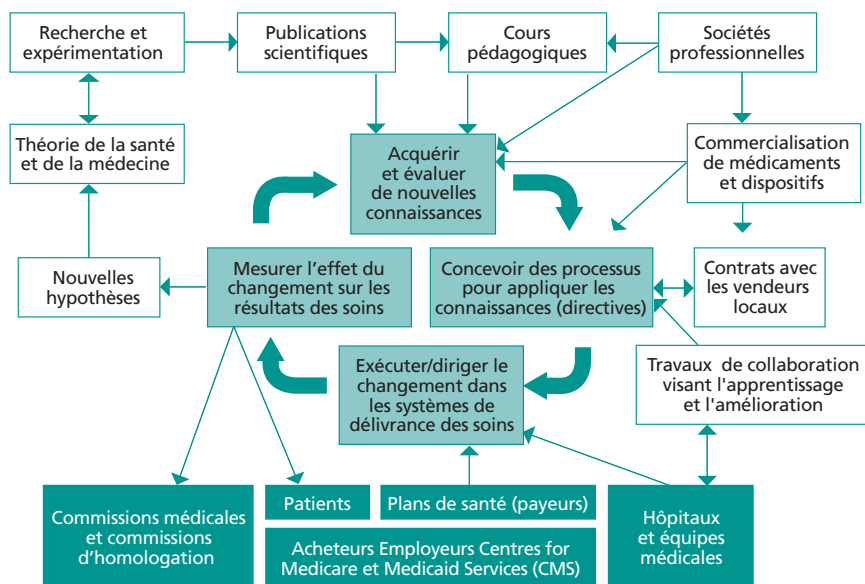 Recherche et
expérimentation
Publications
scientifiques
Cours
pédagogiques
Sociétés
professionnelles
Théorie de la santé
et de la médecine
Acquérir
et évaluer
de nouvelles
connaissances
Commercialisation
de médicaments
et dispositifs
Nouvelles
hypothèses
Mesurer l'effet du
changement sur les
résultats des soins
Concevoir des processus
pour appliquer les
connaissances (directives)
Contrats avec
les vendeurs
locaux
Exécuter/diriger le
changement dans
les systèmes de
délivrance des soins
Travaux de collaboration
visant l'apprentissage
et l'amélioration
Commissions médicales
et commissions
d'homologation
Patients
Plans de santé (payeurs)
Acheteurs Employeurs Centres for
Medicare et Medicaid Services (CMS)
Hôpitaux
et équipes
médicales